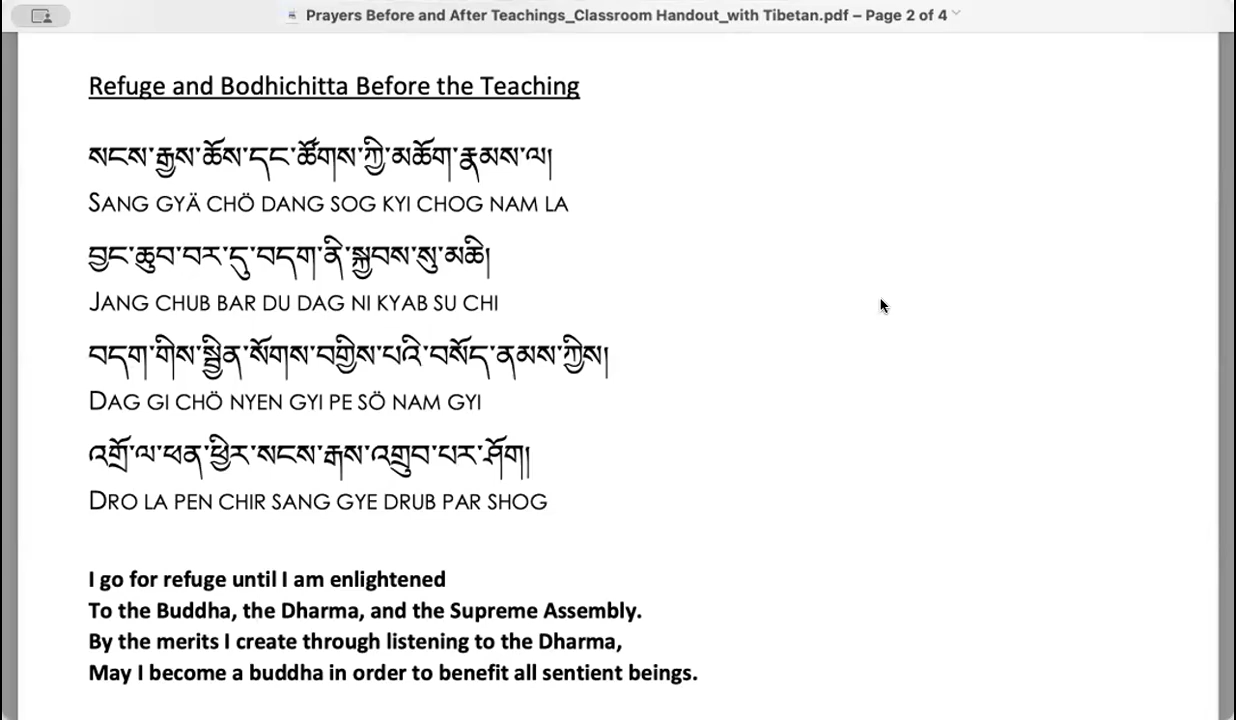 Prayers Before and After Teachings_Classroom Handout_with Tibetan.pdf – Page 2 of 4
Refuge and Bodhichitta Before the Teaching
སངས་རྒྱས་ཆོས་དང་ཚོགས་ཀྱི་མཆོག་རྣམས་ལ།
SANG GYÄ CHÖ DANG SOG KYI CHOG NAM LA
བྱང་ཆུབ་བར་དུ་བདག་ནི་སྐྱབས་སུ་མཆི།
JANG CHUB BAR DU DAG NI KYAB SU CHI
བདག་གིས་སྦྱིན་སོགས་བགྱིས་པའི་བསོད་ནམས་ཀྱིས།
DAG GI CHÖ NYEN GYI PE SÖ NAM GYI
འགྲོ་ལ་ཕན་ཕྱིར་སངས་རྒས་འགྲུབ་པར་ཤོག།
DRO LA PEN CHIR SANG GYE DRUB PAR SHOG
I go for refuge until I am enlightened
To the Buddha, the Dharma, and the Supreme Assembly.
By the merits I create through listening to the Dharma,
May I become a buddha in order to benefit all sentient beings.